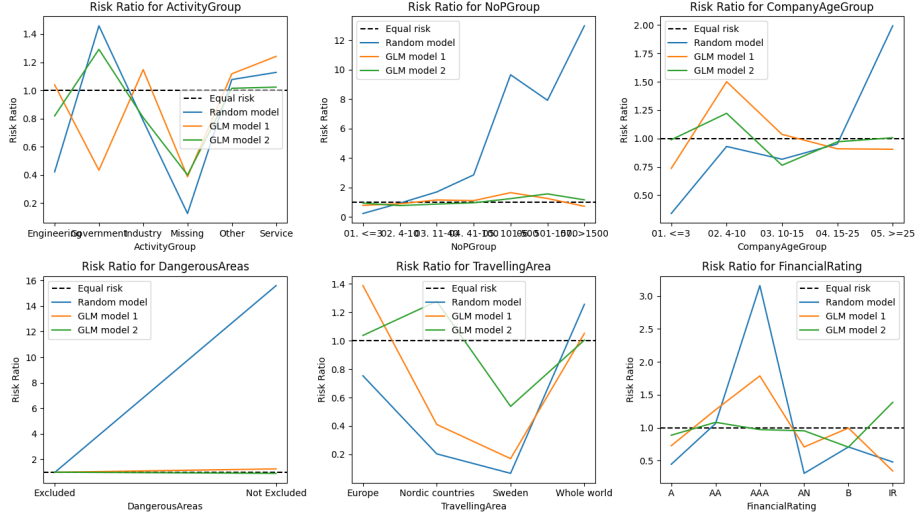 Risk Ratio for ActivityGroup
Risk Ratio
1.4
1.2
1.0
0.8
0.6
0.4
0.2
Equal risk
Random model
GLM model 1
GLM model 2
Engineering Government Industry Missing Other Service
ActivityGroup
Risk Ratio for NoPGroup
Risk Ratio
12
10
8
6
4
2
0
Equal risk
Random model
GLM model 1
GLM model 2
01. <=3 02. 4-10 03. 11-40 04. 41-100
NoPGroup
Risk Ratio for CompanyAgeGroup
Risk Ratio
2.00
1.75
1.50
1.25
1.00
0.75
0.50
Equal risk
Random model
GLM model 1
GLM model 2
01. <=3 02. 4-10 03. 10-15 04. 15-25 05. >=25
CompanyAgeGroup
Risk Ratio for DangerousAreas
Risk Ratio
16
14
12
10
8
6
4
2
Equal risk
Random model
GLM model 1
GLM model 2
Excluded Not Excluded
DangerousAreas
Risk Ratio for TravellingArea
Risk Ratio
1.4
1.2
1.0
0.8
0.6
0.4
0.2
Equal risk
Random model
GLM model 1
GLM model 2
Europe Nordic countries Sweden Whole world
TravellingArea
Risk Ratio for FinancialRating
Risk Ratio
3.0
2.5
2.0
1.5
1.0
0.5
Equal risk
Random model
GLM model 1
GLM model 2
A AA AAA AN B IR
FinancialRating